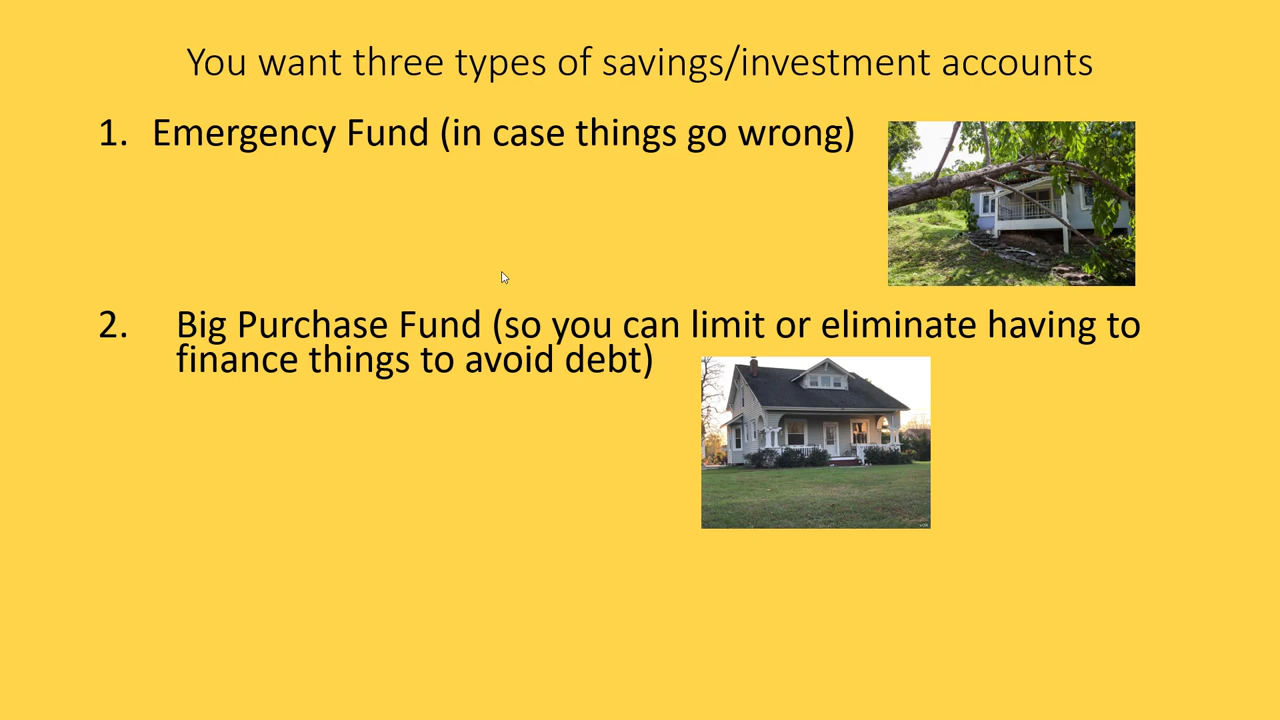 You want three types of savings/investment accounts
1. Emergency Fund (in case things go wrong)
2. Big Purchase Fund (so you can limit or eliminate having to
finance things to avoid debt)